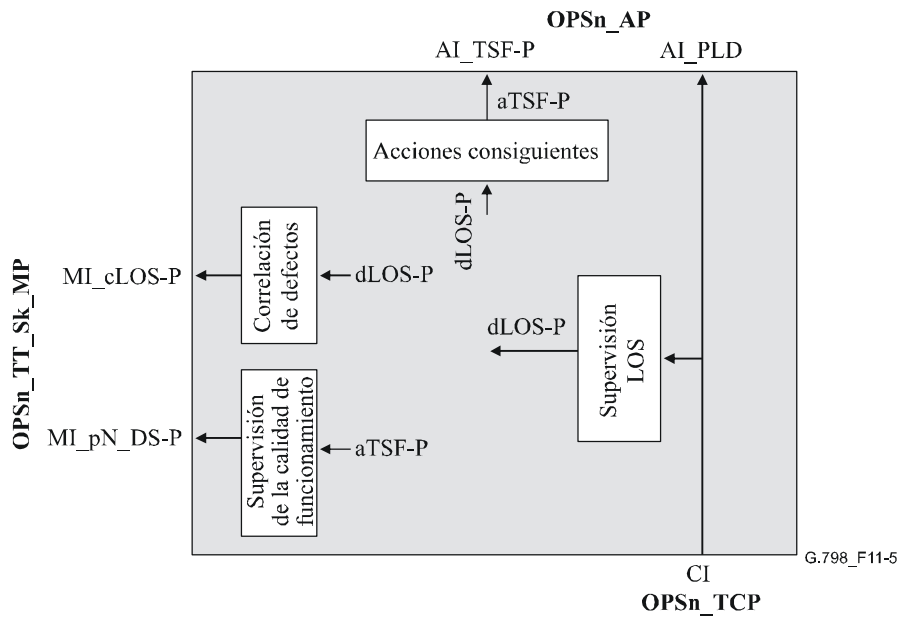 OPSn_AP
AI_TSF-P
AI_PLD
aTSF-P
Acciones consiguientes
dLOS-P
OPSn_TT_Sk_MP
MI_cLOS-P
Correlación
de defectos
dLOS-P
dLOS-P
Supervisión
LOS
MI_pN_DS-P
Supervisión
de la calidad de
funcionamiento
aTSF-P
G.798_F11-5
CI
OPSn_TCP